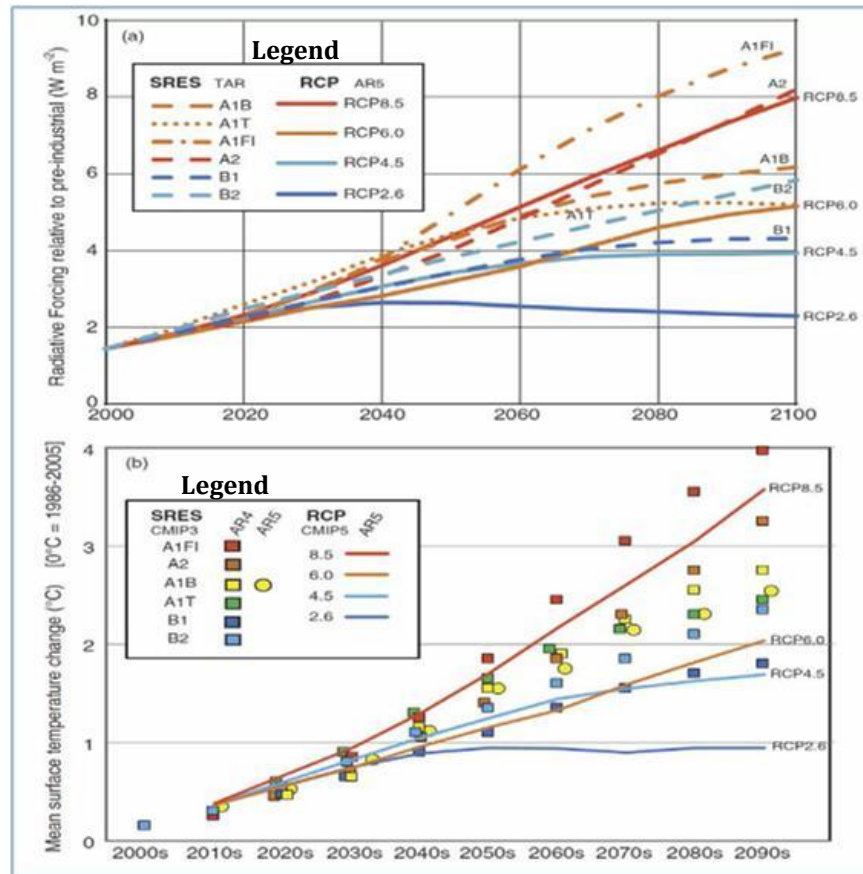 10
(a)
Legend
SRES TAR RCP AR5
A1B
A1T
A1FI
A2
B1
B2
RCP8.5
RCP6.0
RCP4.5
RCP2.6
8
6
4
2
0
Radiative Forcing relative to pre-industrial (W m-2)
A1FI
A2
RCP8.5
A1B
B2
A1T
RCP6.0
B1
RCP4.5
RCP2.6
2000 2020 2040 2060 2080 2100
4
(b)
Legend
SRES AR4 AR5 RCP AR5
CMIP3 CMIP5
A1FI
A2
A1B
A1T
B1
B2
8.5
6.0
4.5
2.6
3
2
1
0
Mean surface temperature change (°C) [0°C = 1986-2005]
RCP8.5
RCP6.0
RCP4.5
RCP2.6
2000s 2010s 2020s 2030s 2040s 2050s 2060s 2070s 2080s 2090s